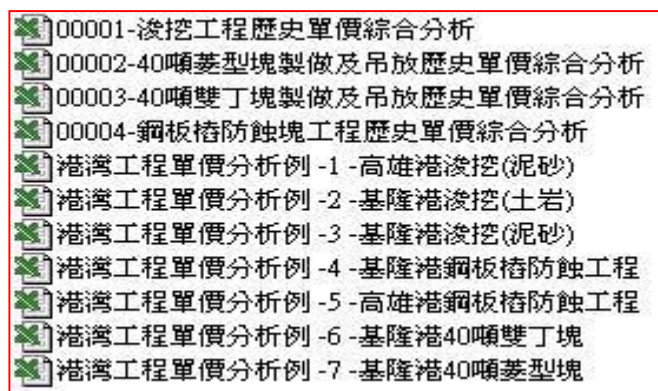 00001-浚挖工程歷史單價綜合分析
00002-40噸菱型塊製做及吊放歷史單價綜合分析
00003-40噸雙丁塊製做及吊放歷史單價綜合分析
00004-鋼板樁防蝕塊工程歷史單價綜合分析
港灣工程單價分析例 -1 -高雄港浚挖(泥砂)
港灣工程單價分析例 -2 -基隆港浚挖(土岩)
港灣工程單價分析例 -3 -基隆港浚挖(泥砂)
港灣工程單價分析例 -4 -基隆港鋼板樁防蝕工程
港灣工程單價分析例 -5 -高雄港鋼板樁防蝕工程
港灣工程單價分析例 -6 -基隆港40噸雙丁塊
港灣工程單價分析例 -7 -基隆港40噸菱型塊